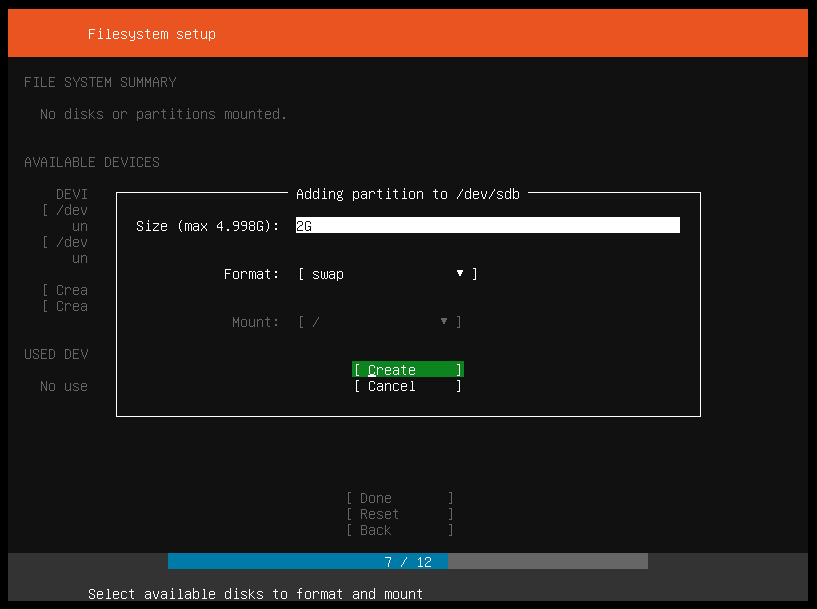 Filesystem setup
FILE SYSTEM SUMMARY
No disks or partitions mounted.
AVAILABLE DEVICES
DEVI
[ /dev
un
[ /dev
un
[ Crea
[ Crea
USED DEV
No use
Adding partition to /dev/sdb
Size (max 4.998G): 2G
Format: [ swap ▾ ]
Mount: [ / ▾ ]
[ Create ]
[ Cancel ]
[ Done ]
[ Reset ]
[ Back ]
7 / 12
Select available disks to format and mount